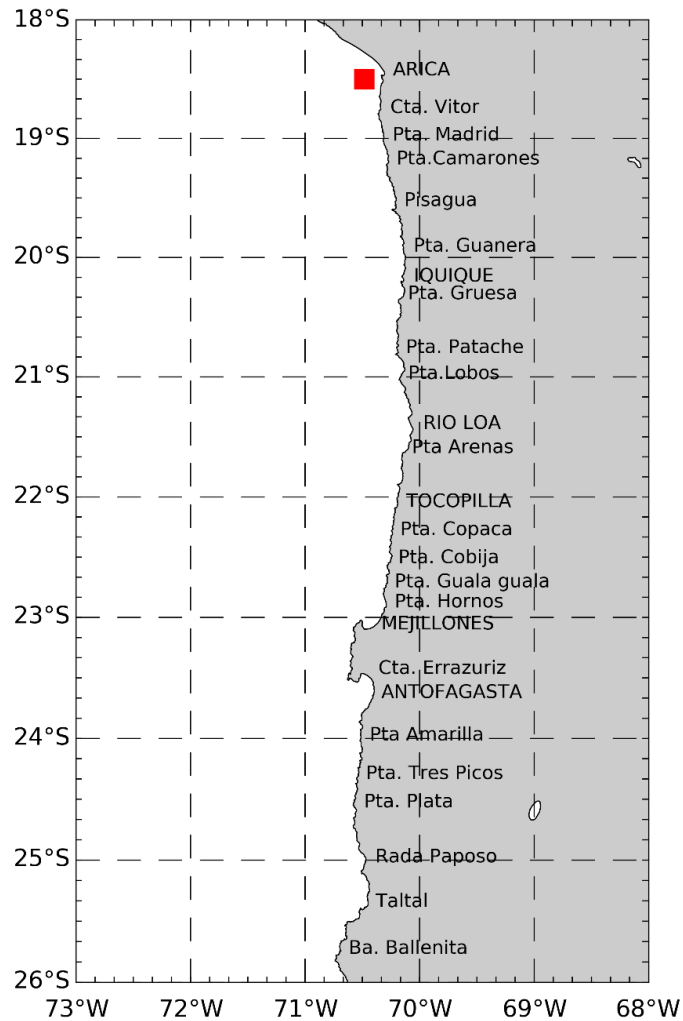 18°S
ARICA
Cta. Vitor
Pta. Madrid
19°S
Pta.Camarones
Pisagua
Pta. Guanera
20°S
IQUIQUE
Pta. Gruesa
Pta. Patache
Pta.Lobos
21°S
RIO LOA
Pta Arenas
22°S
TOCOPILLA
Pta. Copaca
Pta. Cobija
Pta. Guala guala
Pta. Hornos
23°S
MEJILLONES
Cta. Errazuriz
ANTOFAGASTA
Pta Amarilla
24°S
Pta. Tres Picos
Pta. Plata
Rada Paposo
25°S
Taltal
Ba. Ballenita
26°S
73°W 72°W 71°W 70°W 69°W 68°W